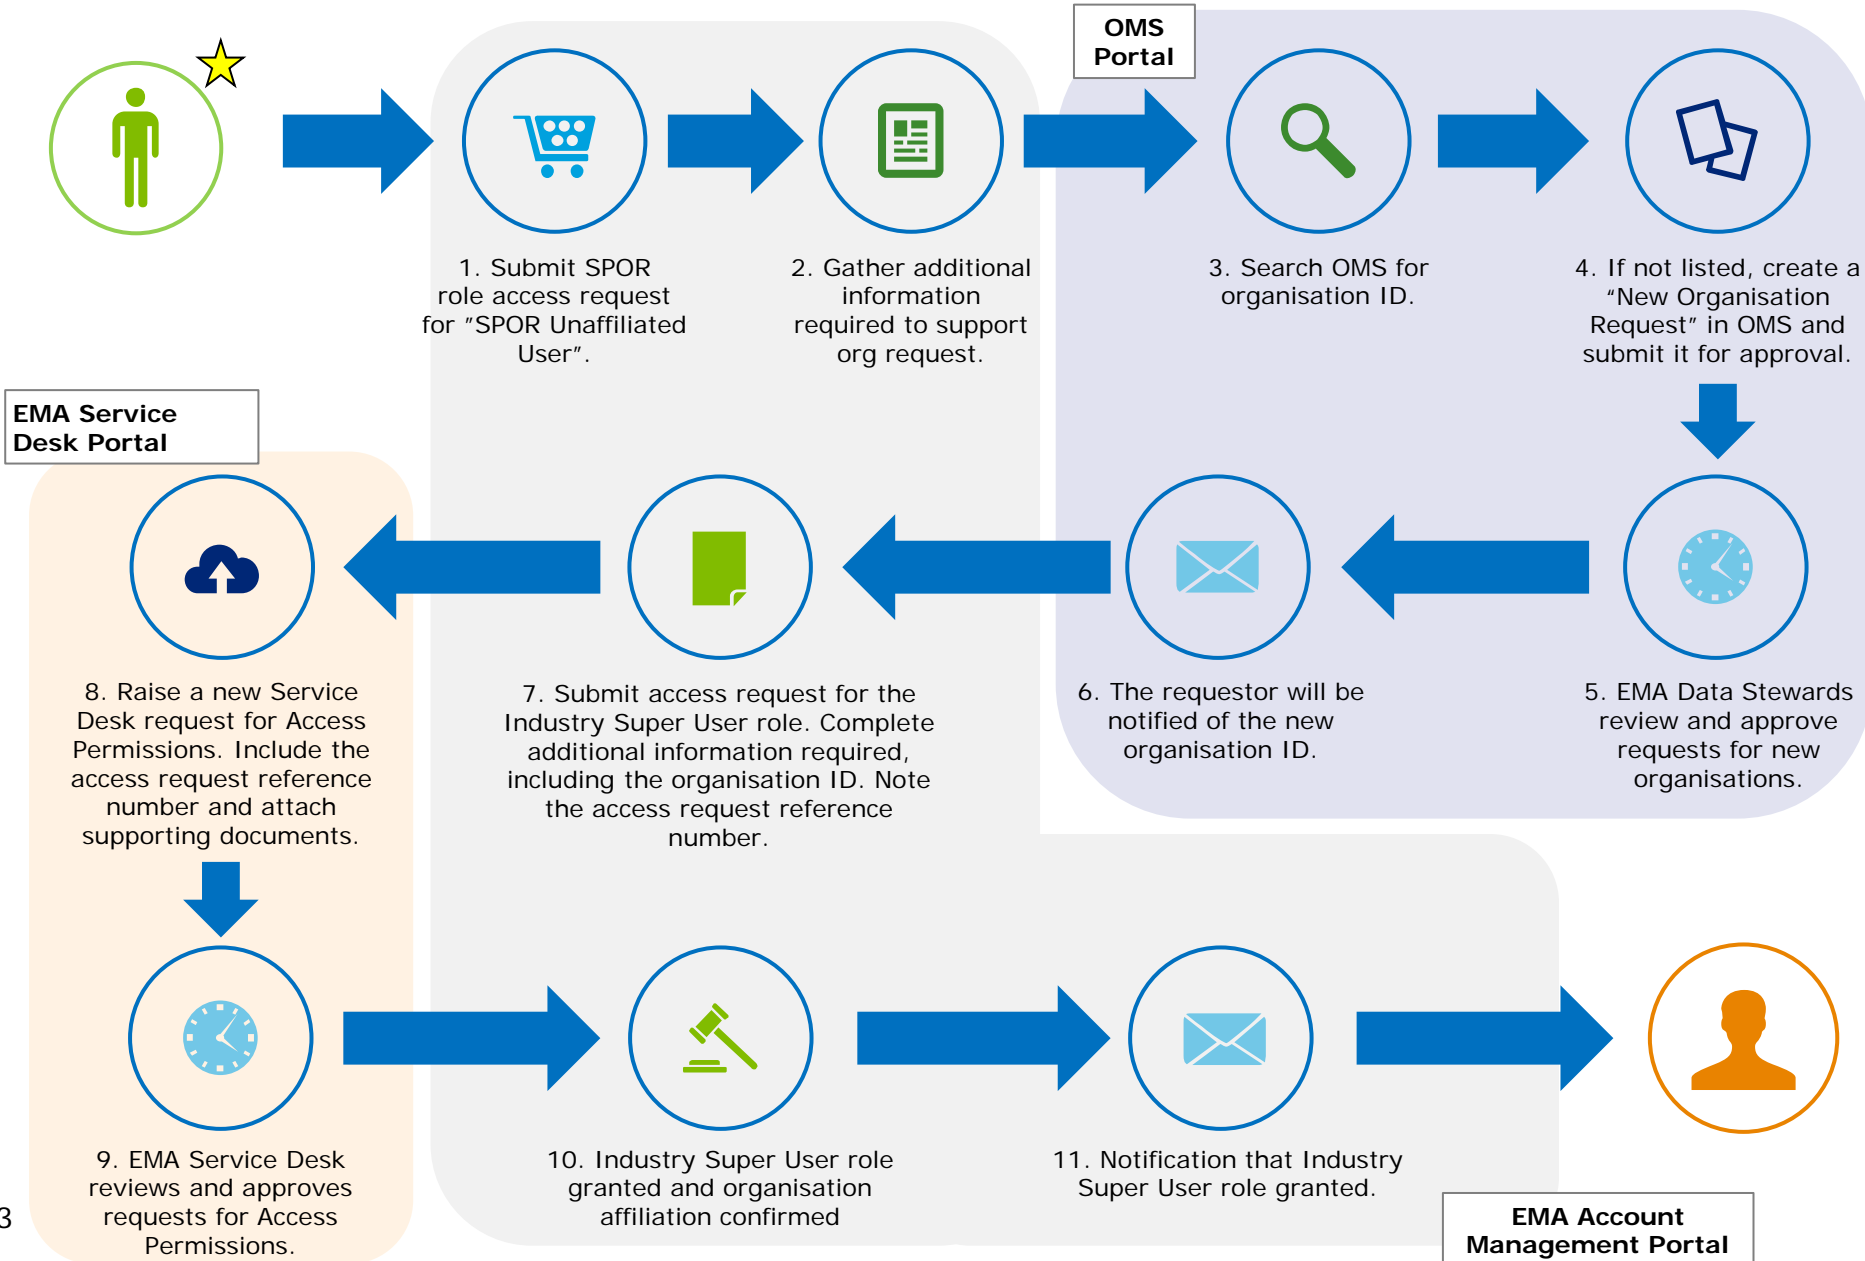 OMS
Portal
1. Submit SPOR
role access request
for "SPOR Unaffiliated
User".
2. Gather additional
information
required to support
org request.
3. Search OMS for
organisation ID.
4. If not listed, create a
“New Organisation
Request” in OMS and
submit it for approval.
EMA Service
Desk Portal
8. Raise a new Service
Desk request for Access
Permissions. Include the
access request reference
number and attach
supporting documents.
7. Submit access request for the
Industry Super User role. Complete
additional information required,
including the organisation ID. Note
the access request reference
number.
6. The requestor will be
notified of the new
organisation ID.
5. EMA Data Stewards
review and approve
requests for new
organisations.
9. EMA Service Desk
reviews and approves
requests for Access
Permissions.
10. Industry Super User role
granted and organisation
affiliation confirmed
11. Notification that Industry
Super User role granted.
EMA Account
Management Portal
3